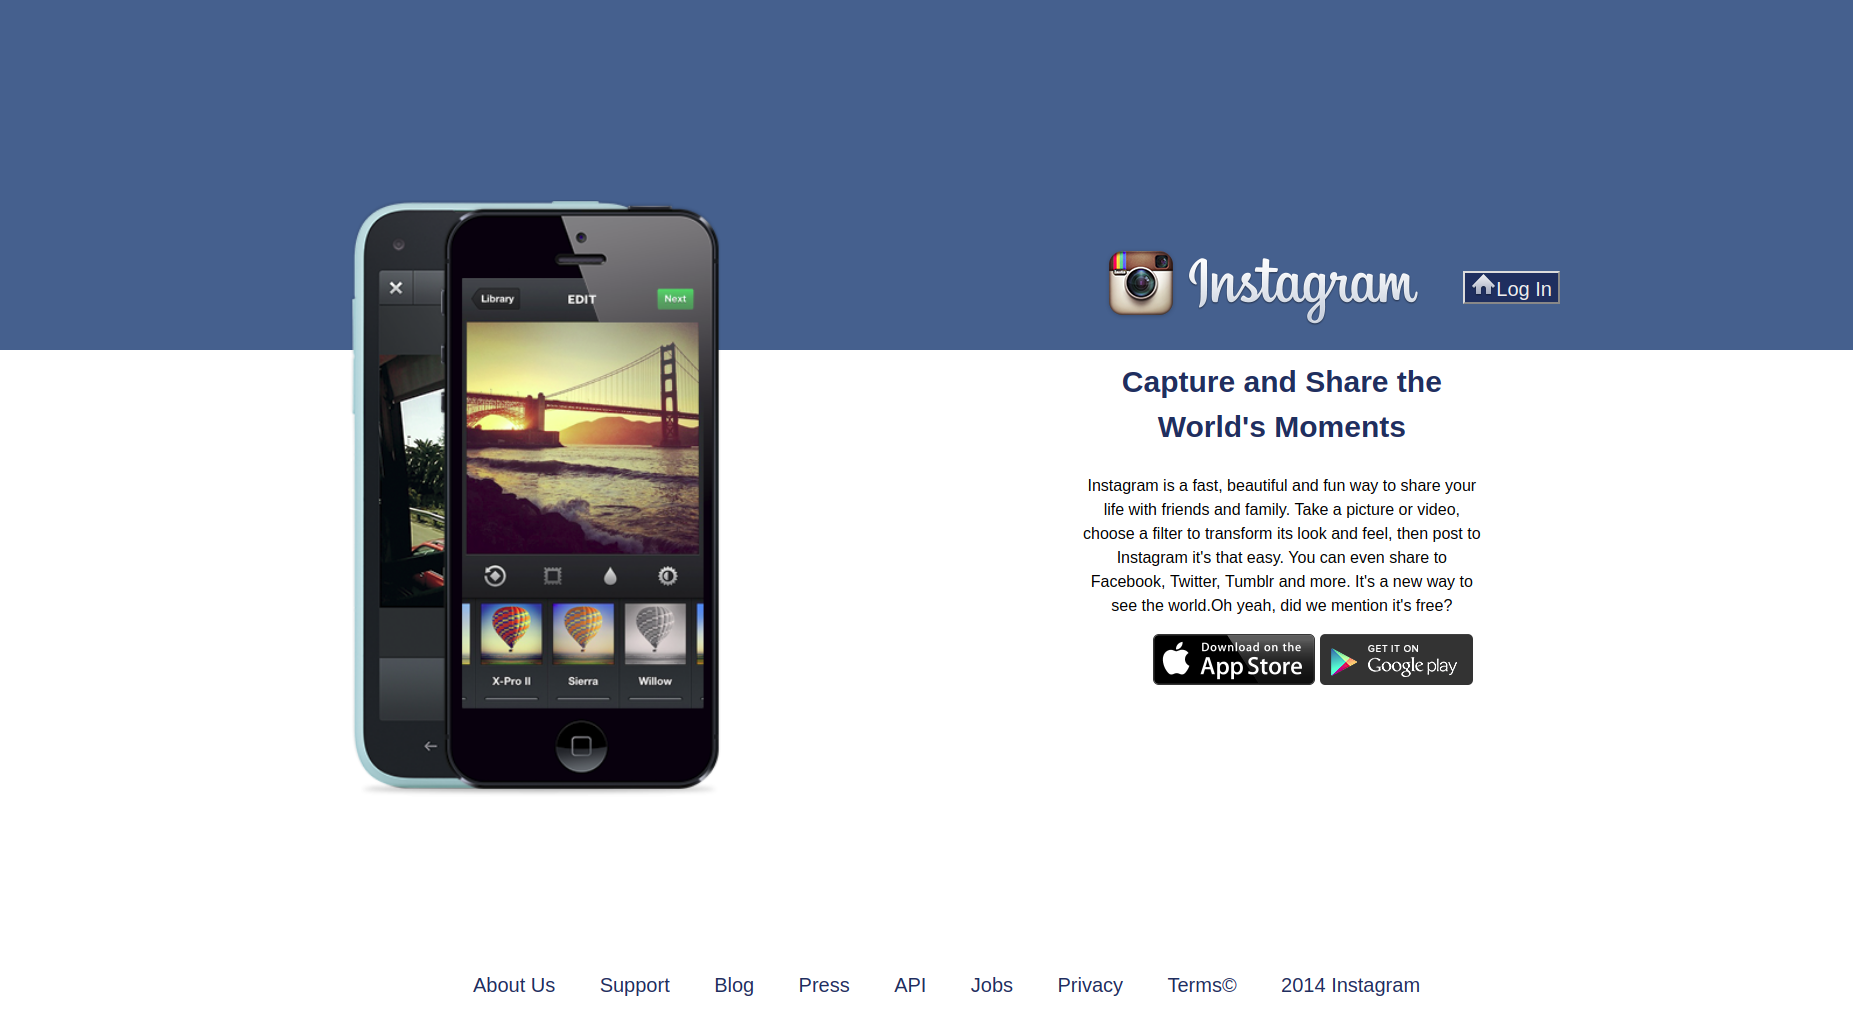 Instagram
Log In
Library
EDIT
Next
X-Pro II
Sierra
Willow
Capture and Share the
World's Moments
Instagram is a fast, beautiful and fun way to share your
life with friends and family. Take a picture or video,
choose a filter to transform its look and feel, then post to
Instagram it's that easy. You can even share to
Facebook, Twitter, Tumblr and more. It's a new way to
see the world.Oh yeah, did we mention it's free?
Download on the
App Store
GET IT ON
Google play
About Us Support Blog Press API Jobs Privacy Terms© 2014 Instagram